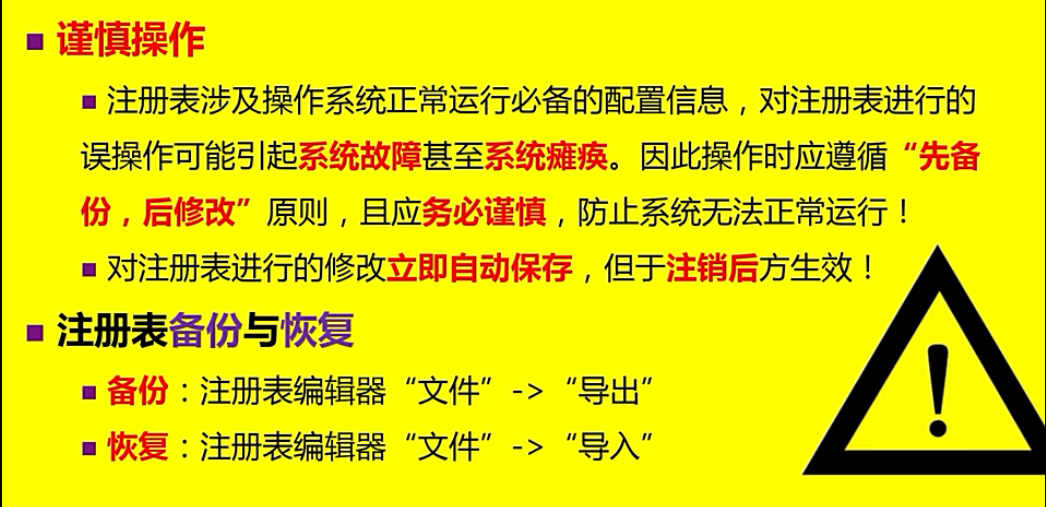 谨慎操作
注册表涉及操作系统正常运行必备的配置信息，对注册表进行的
误操作可能引起系统故障甚至系统瘫痪。因此操作时应遵循“先备
份，后修改”原则，且应务必谨慎，防止系统无法正常运行！
对注册表进行的修改立即自动保存，但于注销后方生效！
注册表备份与恢复
备份：注册表编辑器“文件”->“导出”
恢复：注册表编辑器“文件”->“导入”